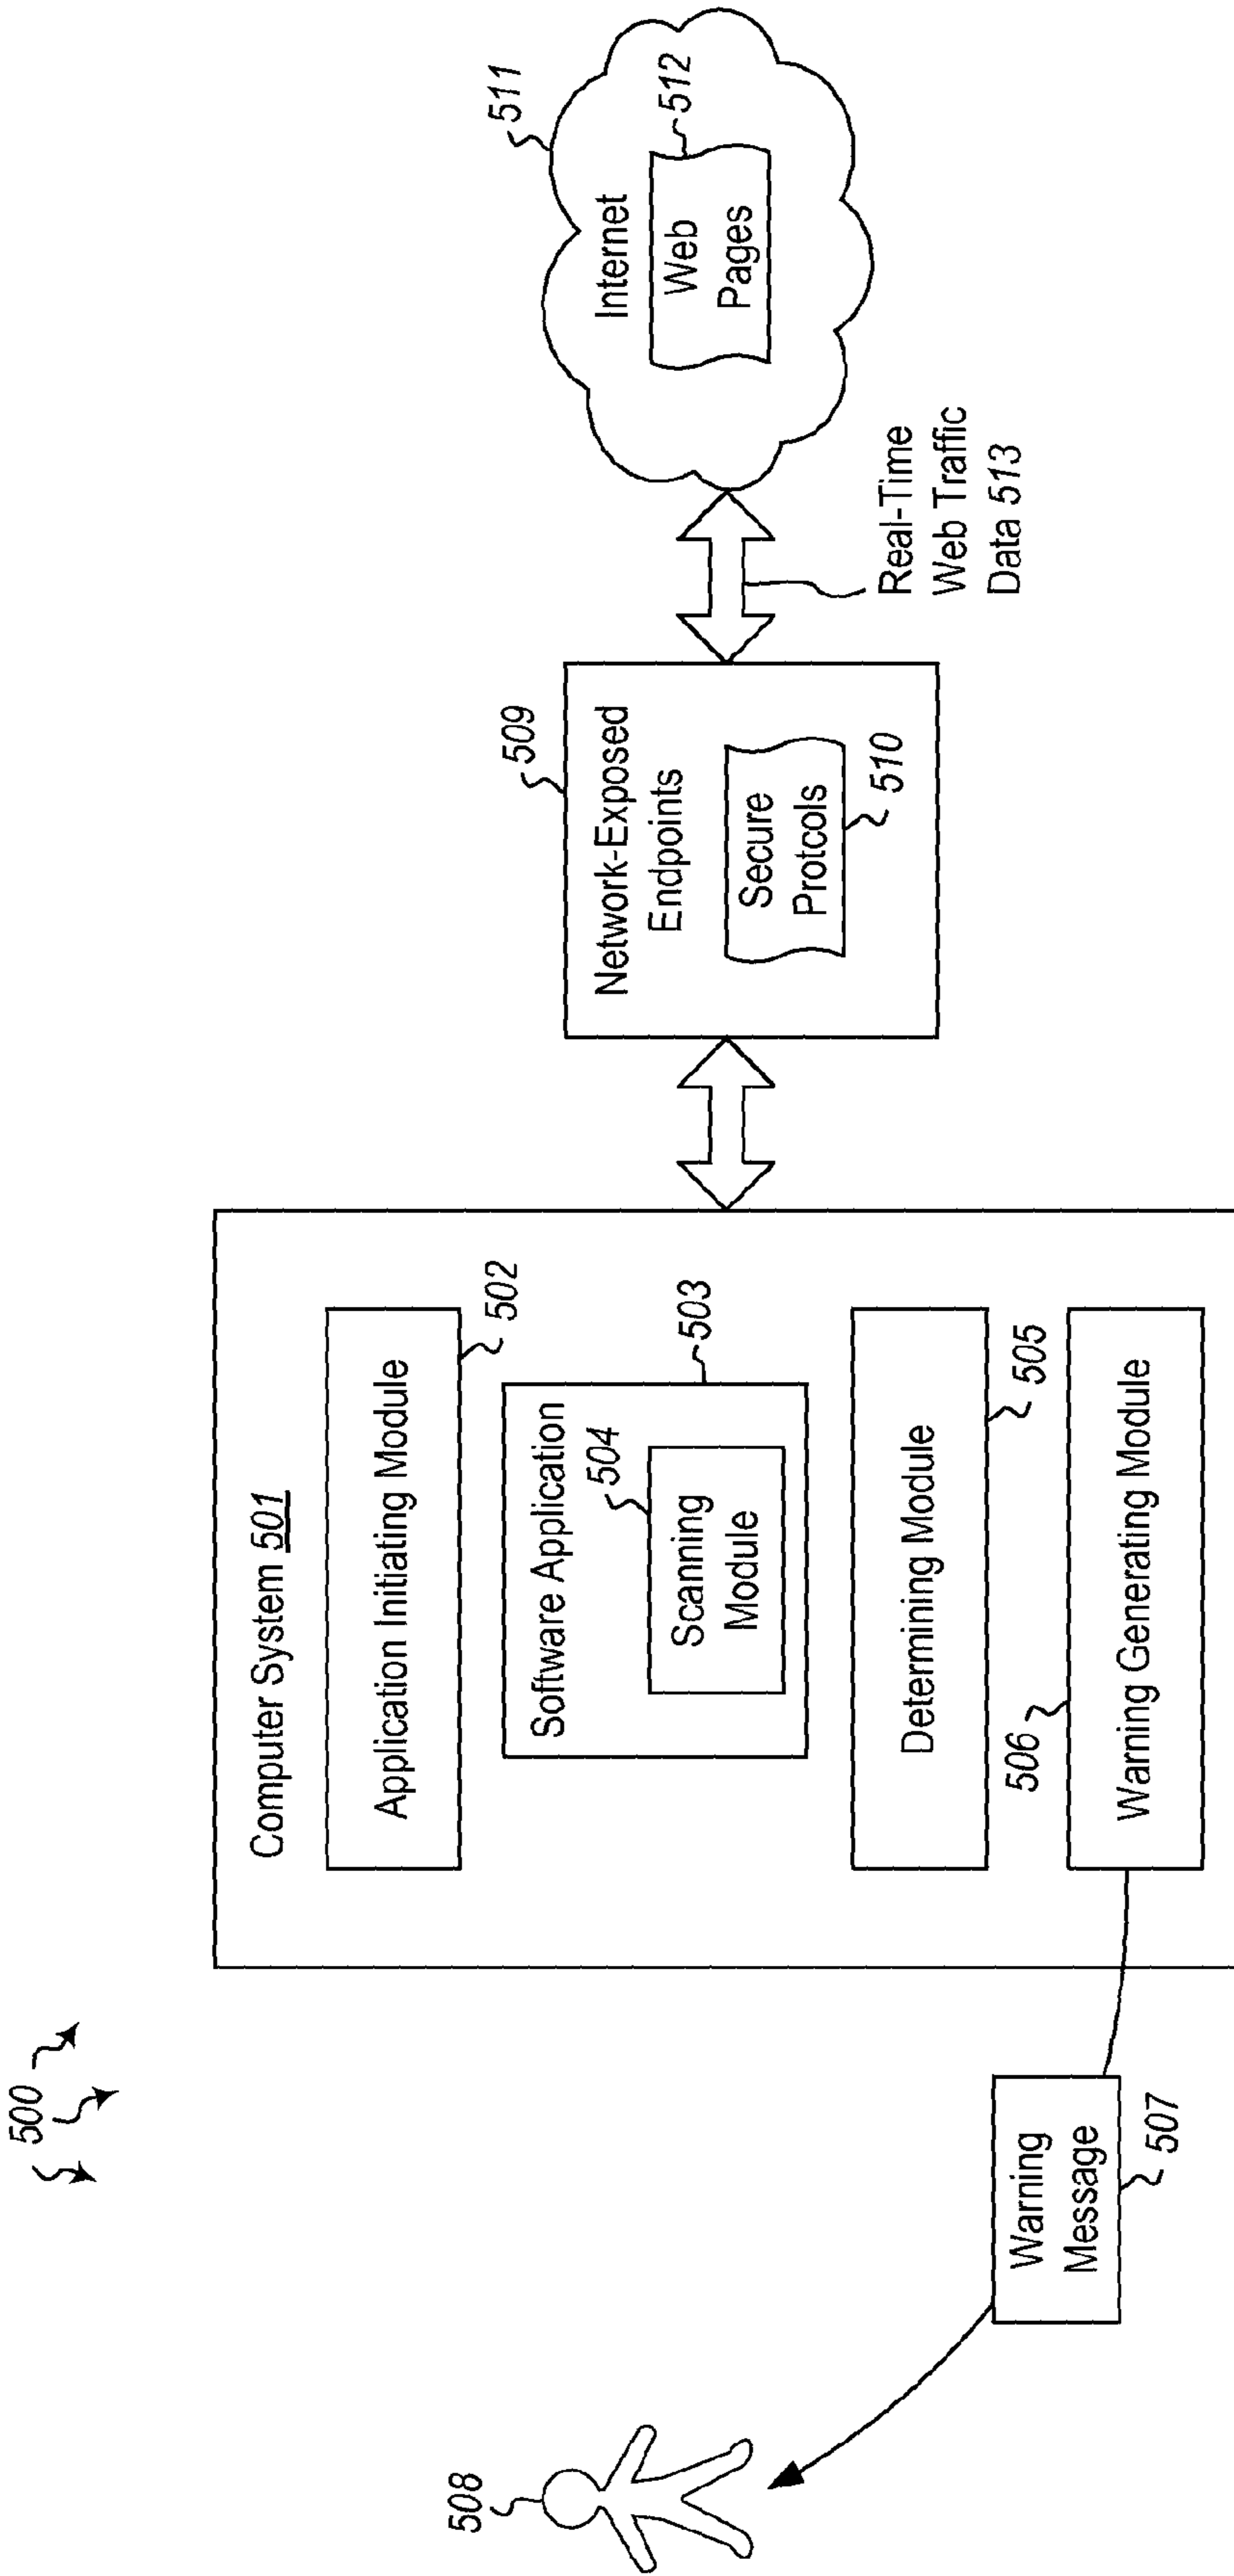 500
508
Warning
Message
507
Computer System 501
Application Initiating Module
502
Software Application
503
504
Scanning
Module
Determining Module
505
506
Warning Generating Module
509
Network-Exposed
Endpoints
Secure
Protcols
510
Real-Time
Web Traffic
Data 513
511
Internet
Web
Pages
512